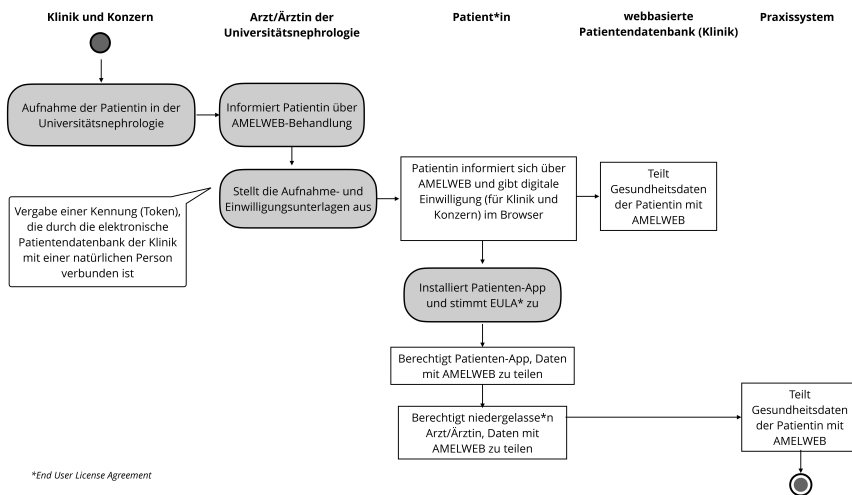 Klinik und Konzern
Arzt/Ärztin der
Universitätsnephrologie
Patient*in
webbasierte
Patientendatenbank (Klinik)
Praxissystem
Aufnahme der Patientin in der
Universitätsnephrologie
Informiert Patientin über
AMELWEB-Behandlung
Stellt die Aufnahme- und
Einwilligungsunterlagen aus
Vergabe einer Kennung (Token),
die durch die elektronische
Patientendatenbank der Klinik
mit einer natürlichen Person
verbunden ist
Patientin informiert sich über
AMELWEB und gibt digitale
Einwilligung (für Klinik und
Konzern) im Browser
Teilt
Gesundheitsdaten
der Patientin mit
AMELWEB
Installiert Patienten-App
und stimmt EULA* zu
Berechtigt Patienten-App, Daten
mit AMELWEB zu teilen
Berechtigt niedergelasse*n
Arzt/Ärztin, Daten mit
AMELWEB zu teilen
Teilt
Gesundheitsdaten
der Patientin mit
AMELWEB
*End User License Agreement